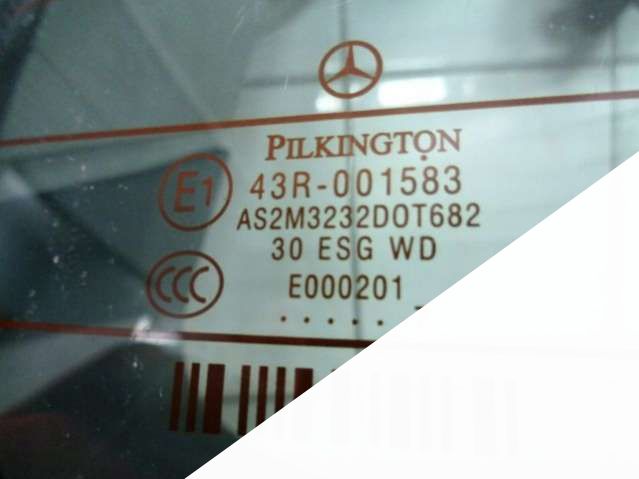 PILKINGTON
E1
43R-001583
AS2M3232DOT682
30 ESG WD
CCC
E000201